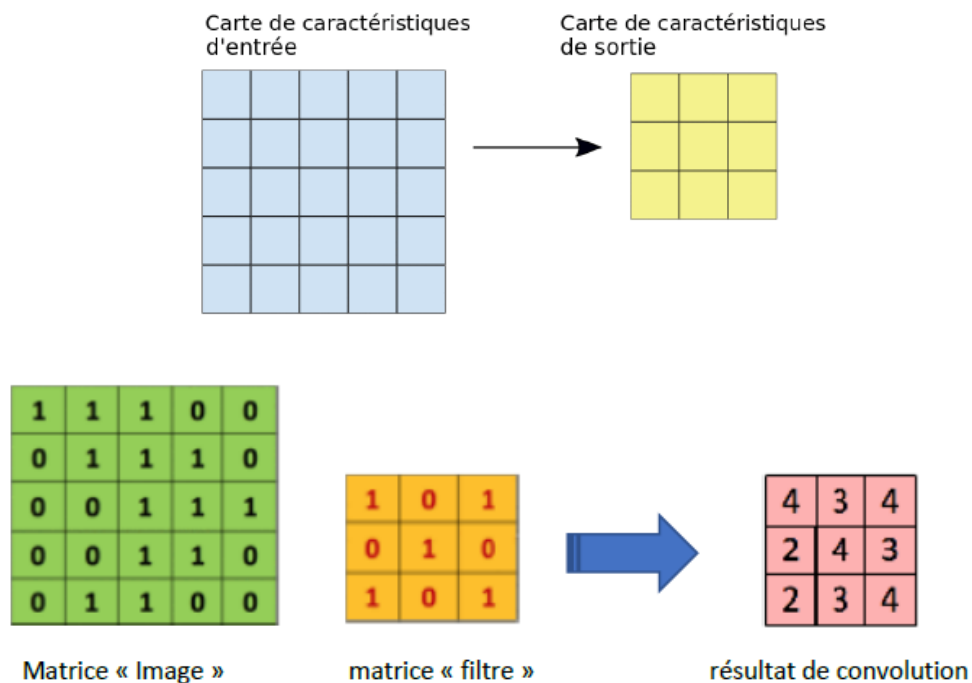 Carte de caractéristiques
d'entrée
Carte de caractéristiques
de sortie
1 1 1 0 0
0 1 1 1 0
0 0 1 1 1
0 0 1 1 0
0 1 1 0 0
1 0 1
0 1 0
1 0 1
4 3 4
2 4 3
2 3 4
Matrice « Image »
matrice « filtre »
résultat de convolution